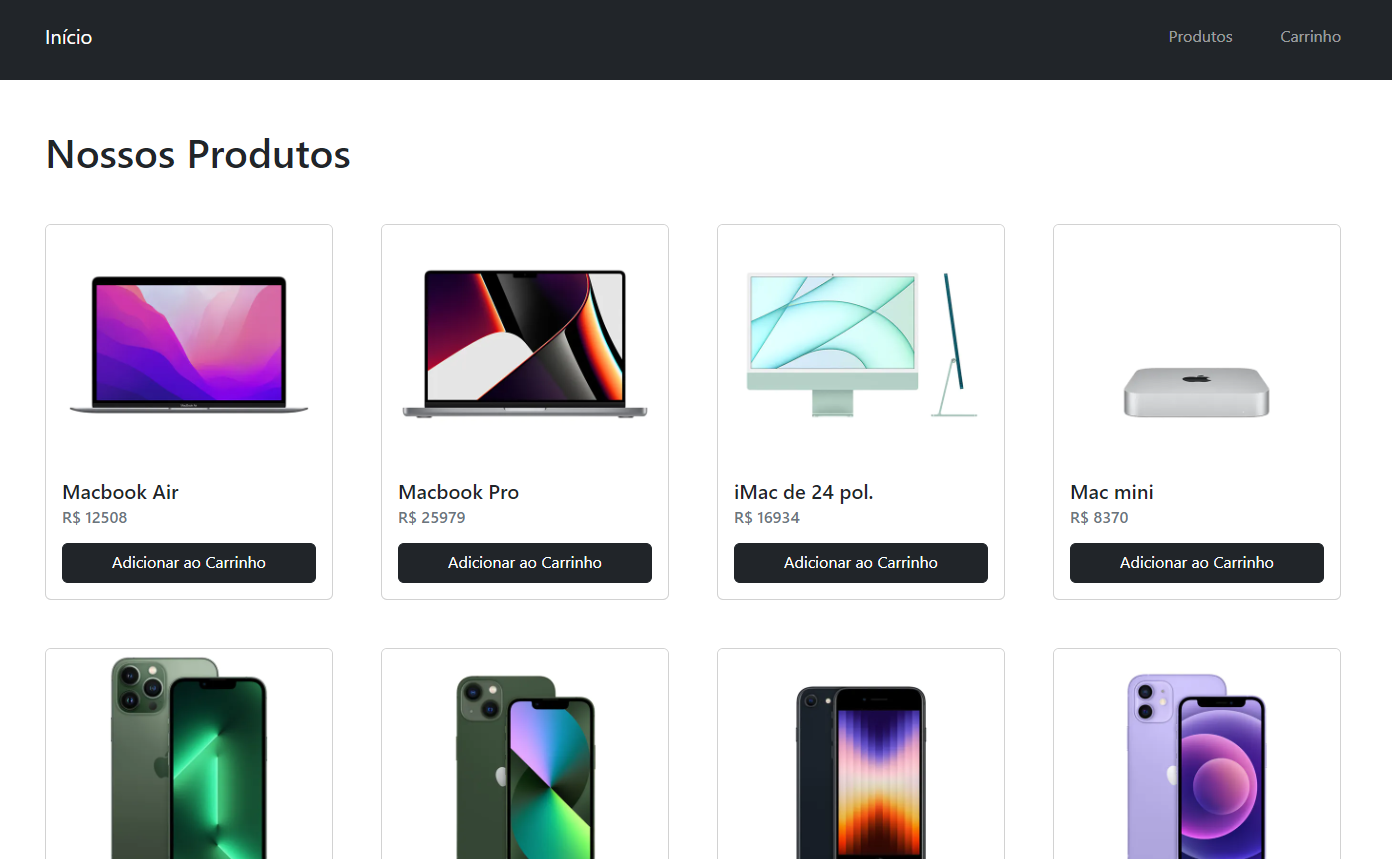 Início
Produtos
Carrinho
Nossos Produtos
Macbook Air
R$ 12508
Adicionar ao Carrinho
Macbook Pro
R$ 25979
Adicionar ao Carrinho
iMac de 24 pol.
R$ 16934
Adicionar ao Carrinho
Mac mini
R$ 8370
Adicionar ao Carrinho